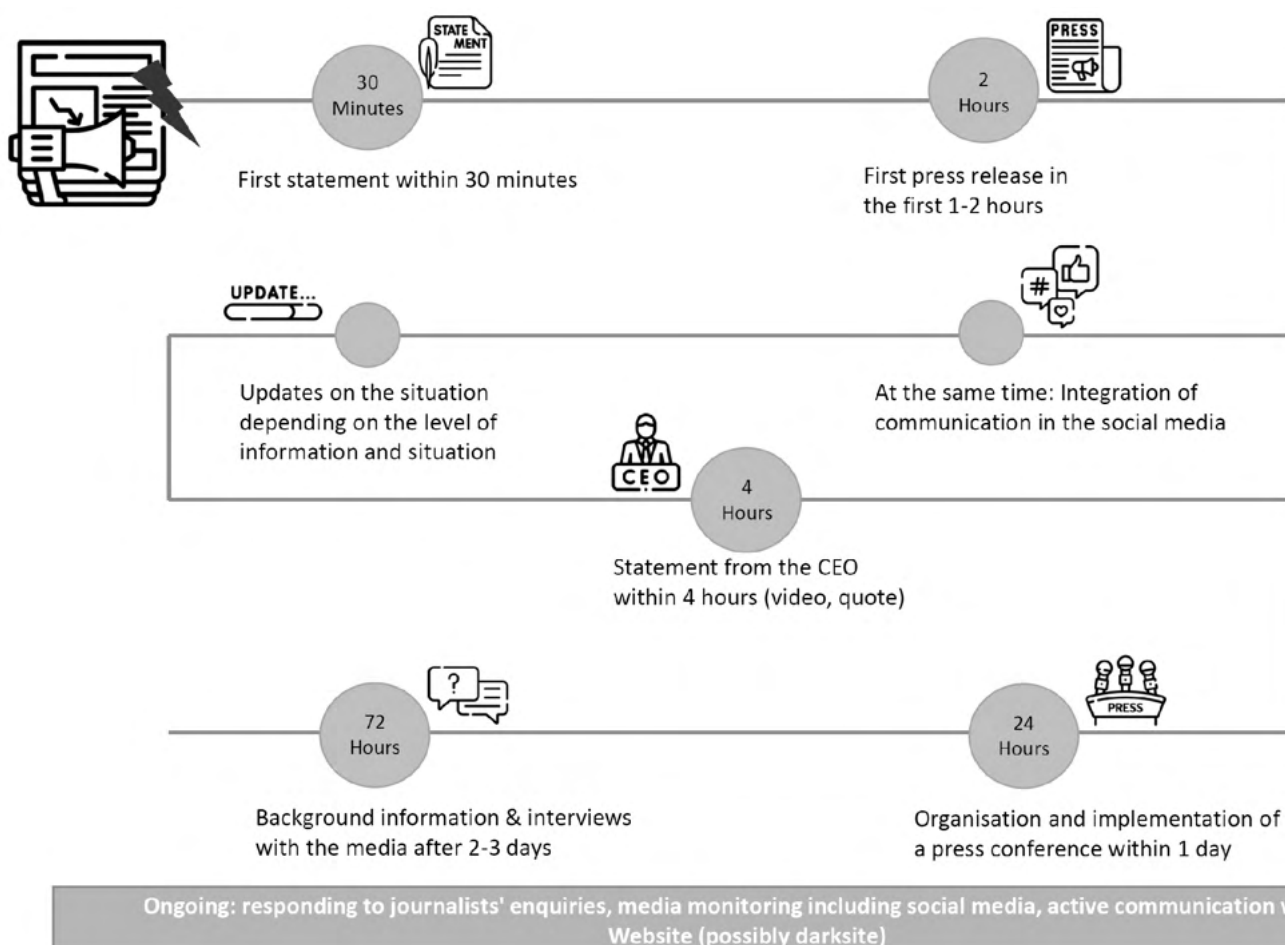 STATE
MENT
30
Minutes
First statement within 30 minutes
PRESS
2
Hours
First press release in
the first 1-2 hours
UPDATE...
Updates on the situation
depending on the level of
information and situation
#
At the same time: Integration of
communication in the social media
CEO
4
Hours
Statement from the CEO
within 4 hours (video, quote)
?
72
Hours
Background information & interviews
with the media after 2-3 days
PRESS
24
Hours
Organisation and implementation of
a press conference within 1 day
Ongoing: responding to journalists' enquiries, media monitoring including social media, active communication
Website (possibly darksite)